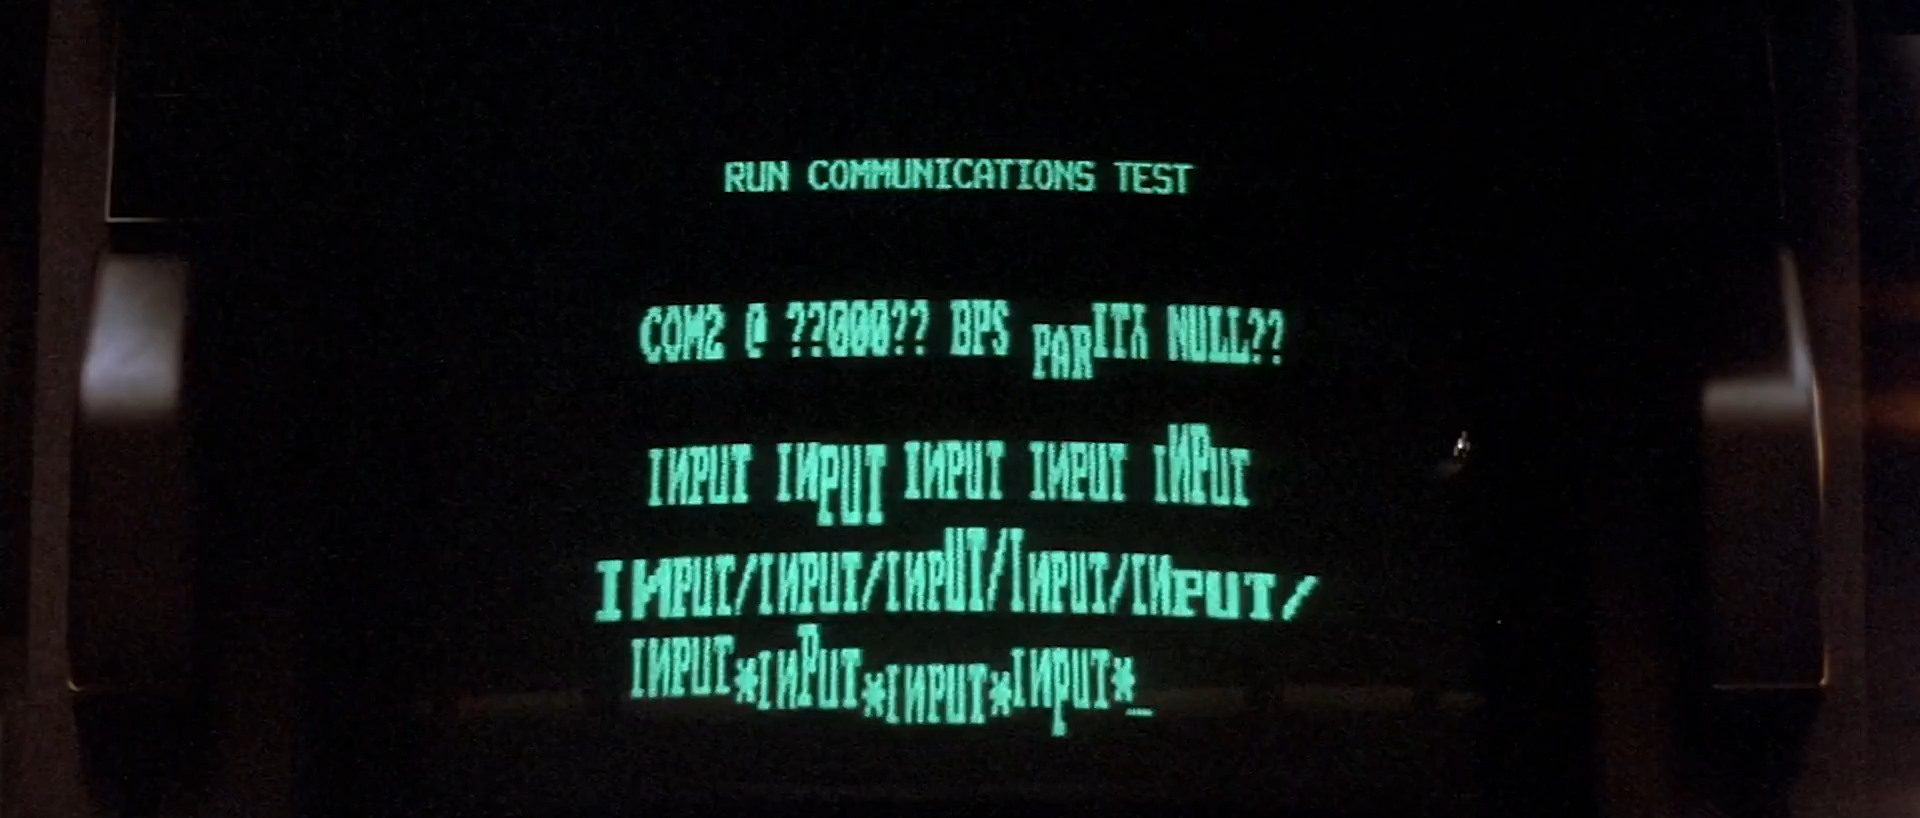 RUN COMMUNICATIONS TEST
COM2 @ ??000?? BPS PARITY NULL??
INPUT INPUT INPUT INPUT INPUT
INPUT/INPUT/INPUT/INPUT/INPUT/
INPUT*INPUT*INPUT*INPUT*_